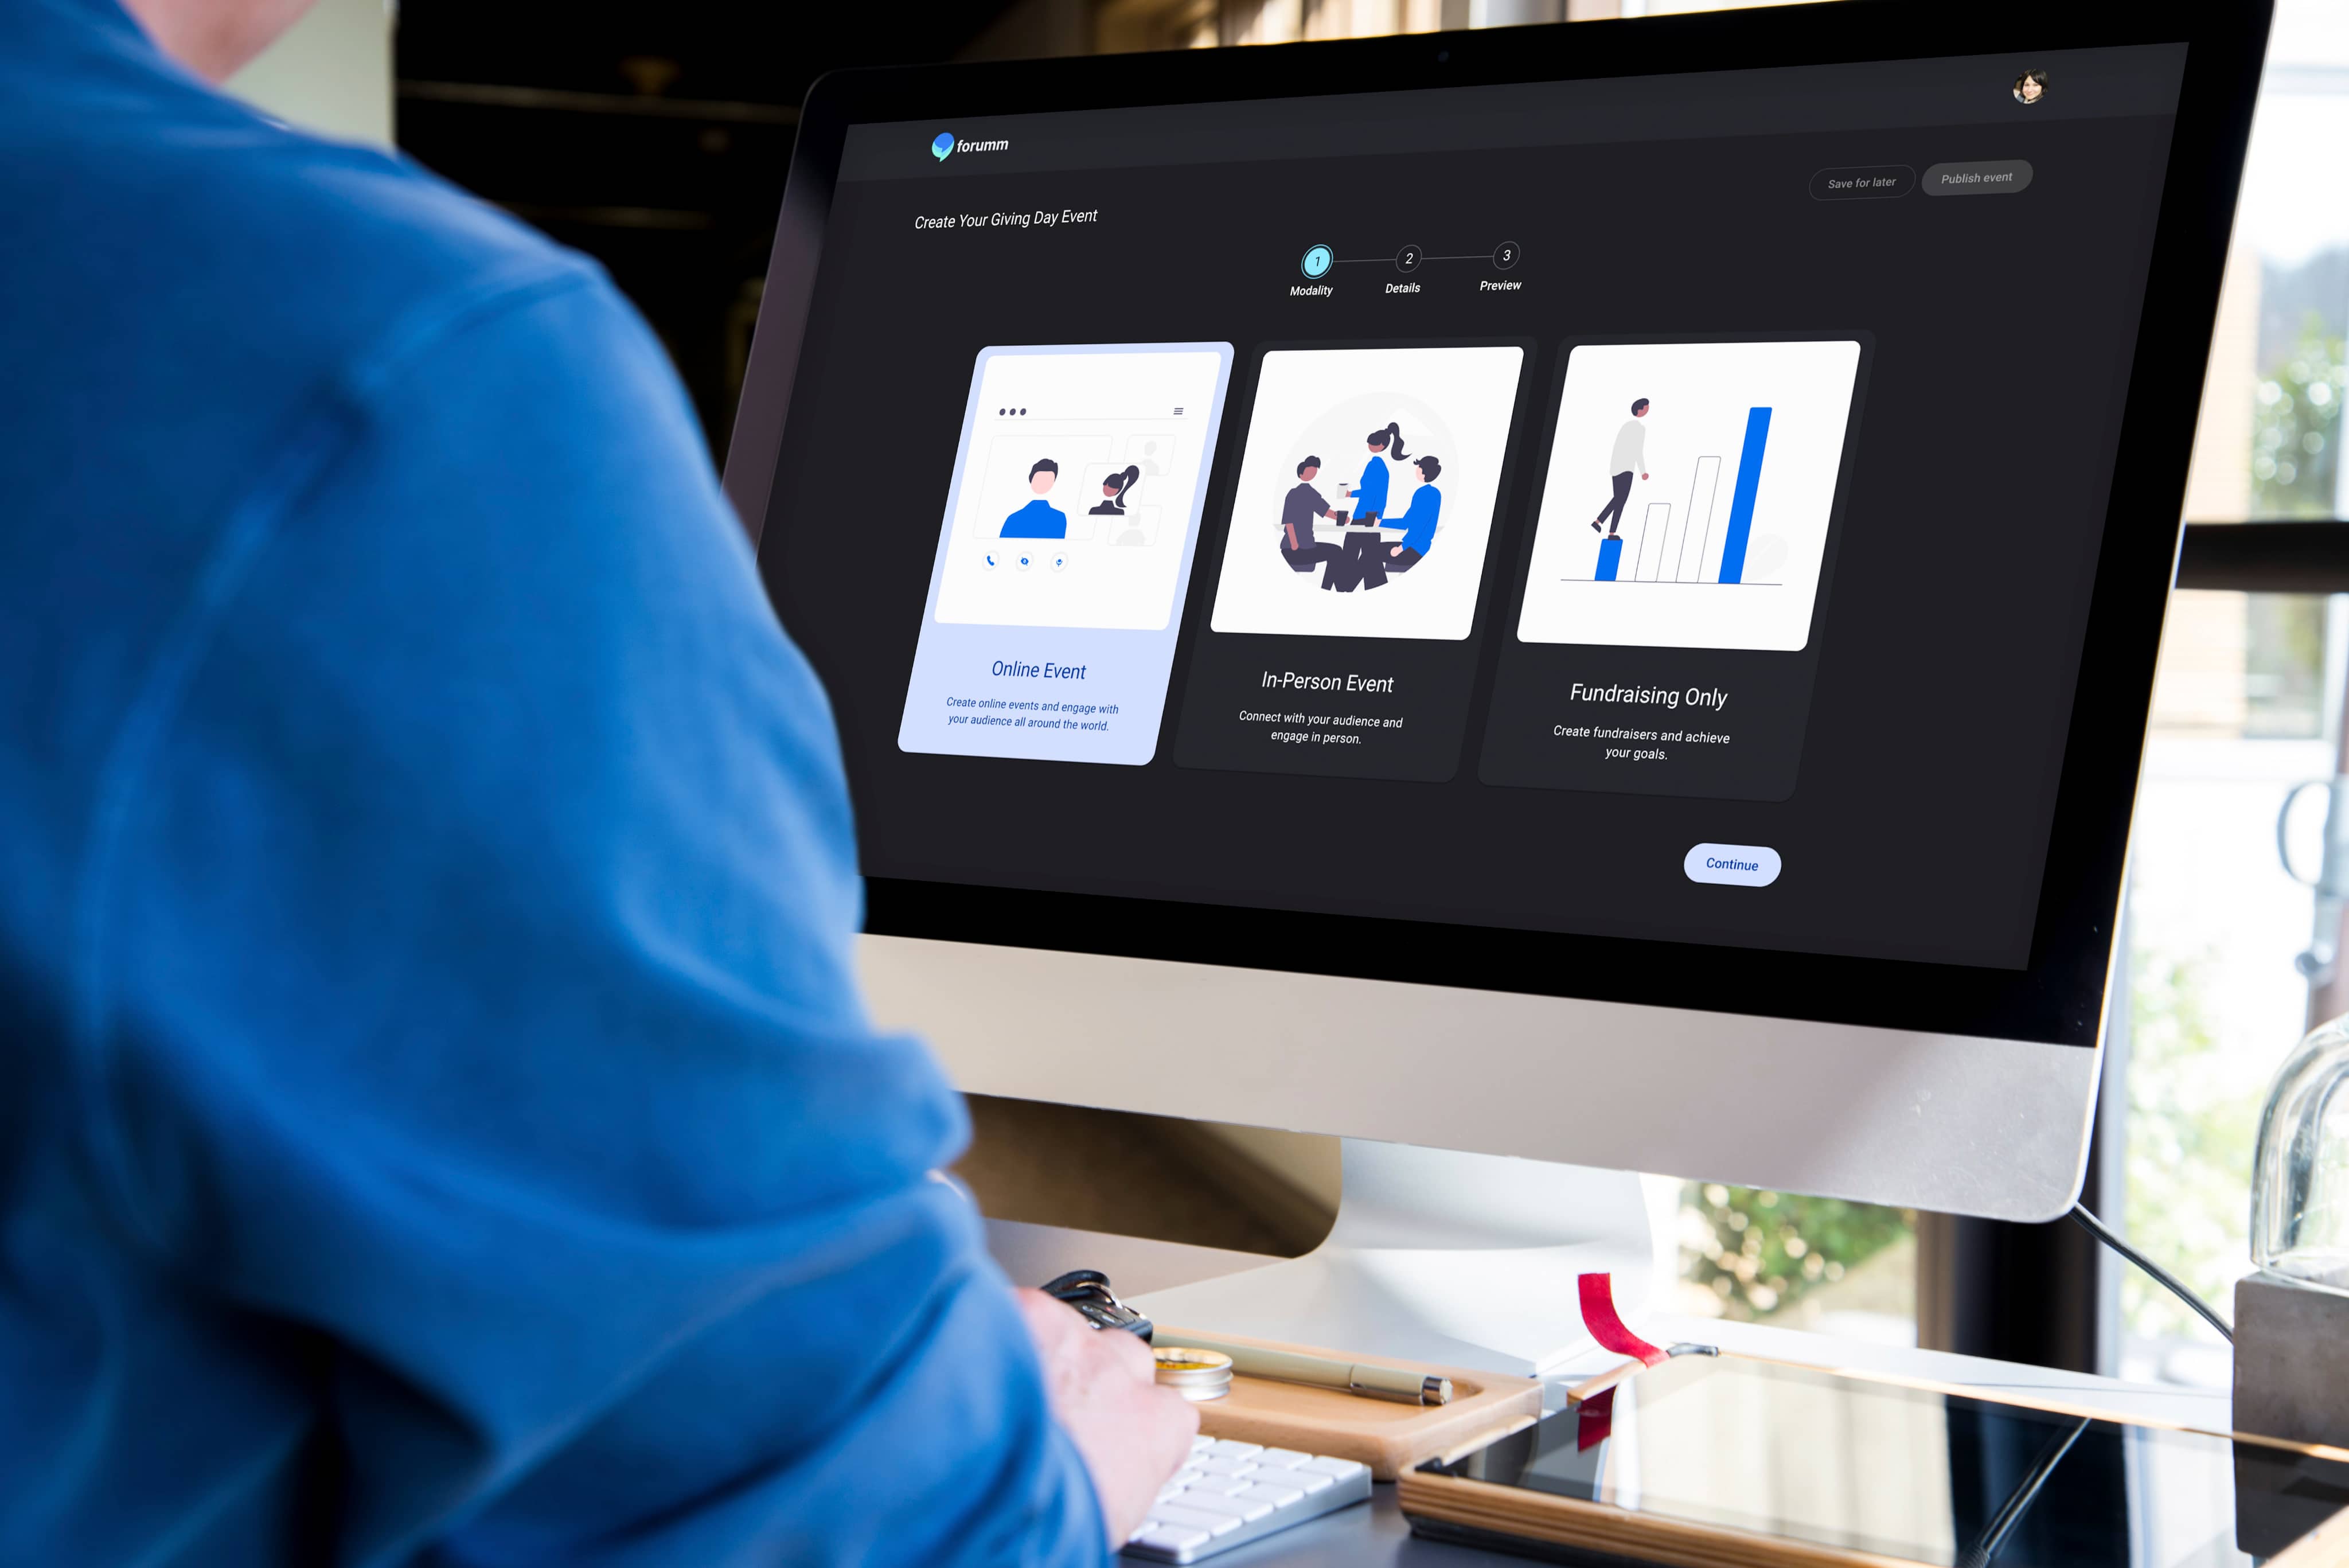 forumm
Save for later
Publish event
Create Your Giving Day Event
1
2
3
Modality
Details
Preview
Online Event
Create online events and engage with
your audience all around the world.
In-Person Event
Connect with your audience and
engage in person.
Fundraising Only
Create fundraisers and achieve
your goals.
Continue